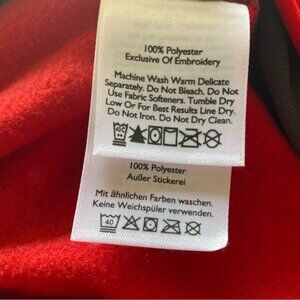 100% Polyester
Exclusive Of Embroidery
Machine Wash Warm Delicate
Separately. Do Not Bleach. Do Not
Use Fabric Softeners. Tumble Dry
Low Or For Best Results Line Dry.
Do Not Iron. Do Not Dry Clean.
40C
100% Polyester
Außer Stickerei
Mit ähnlichen Farben waschen.
Keine Weichspüler verwenden.
40